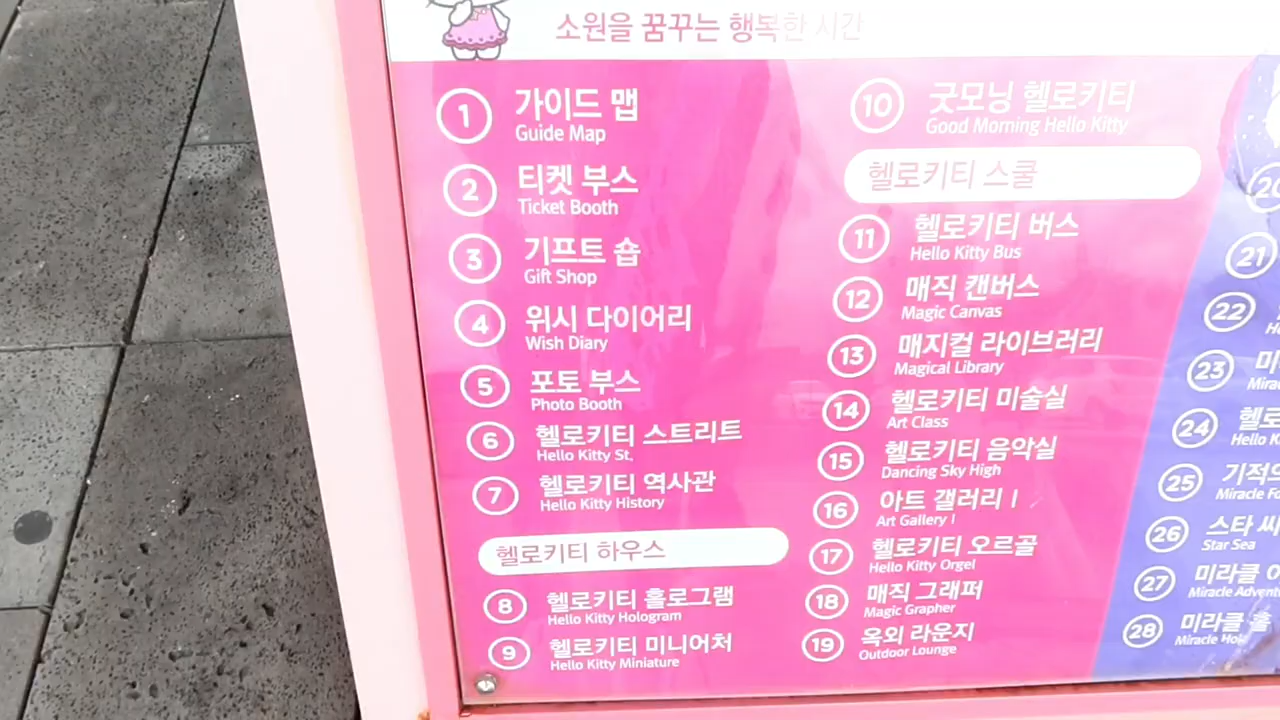 소원을 꿈꾸는 행복한 시간
1 가이드 맵
Guide Map
2 티켓 부스
Ticket Booth
3 기프토 숍
Gift Shop
4 위시 다이어리
Wish Diary
5 포토 부스
Photo Booth
6 헬로키티 스트리트
Hello Kitty St.
7 헬로키티 역사관
Hello Kitty History
헬로키티 하우스
8 헬로키티 홀로그램
Hello Kitty Hologram
9 헬로키티 미니어처
Hello Kitty Miniature
10 굿모닝 헬로키티
Good Morning Hello Kitty
헬로키티 스쿨
11 헬로키티 버스
Hello Kitty Bus
12 매직 캔버스
Magic Canvas
13 매지컬 라이브러리
Magical Library
14 헬로키티 미술실
Art Class
15 헬로키티 음악실
Dancing Sky High
16 아트 갤러리 I
Art Gallery I
17 헬로키티 오르골
Hello Kitty Orgel
18 매직 그래퍼
Magic Grapher
19 옥외 라운지
Outdoor Lounge
20
21
22
23
24
25
Miracle
26 스타 씨
Star Sea
27 미라클
Miracle
28 미라클 홀
Miracle